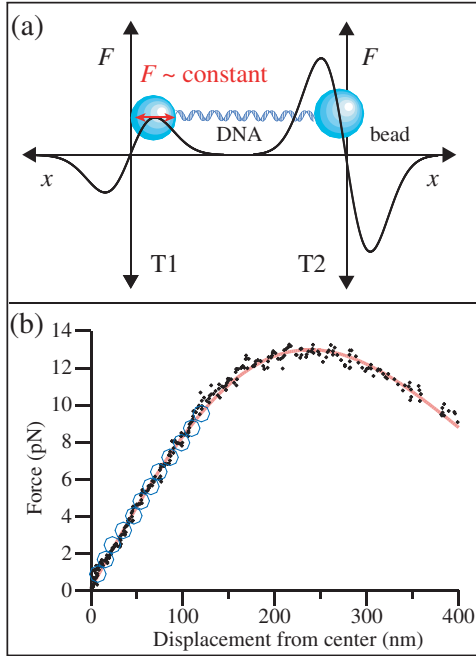 (a)
F
F
F ~ constant
DNA
bead
x
x
T1
T2
(b)
14
12
10
8
6
4
2
0
Force (pN)
0
100
200
300
400
Displacement from center (nm)